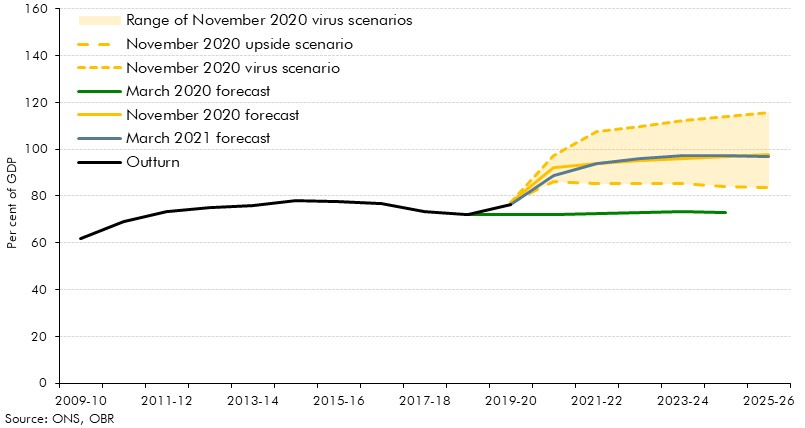 160
140
120
100
80
60
40
20
0
Per cent of GDP
Range of November 2020 virus scenarios
November 2020 upside scenario
November 2020 virus scenario
March 2020 forecast
November 2020 forecast
March 2021 forecast
Outturn
2009-10 2011-12 2013-14 2015-16 2017-18 2019-20 2021-22 2023-24 2025-26
Source: ONS, OBR